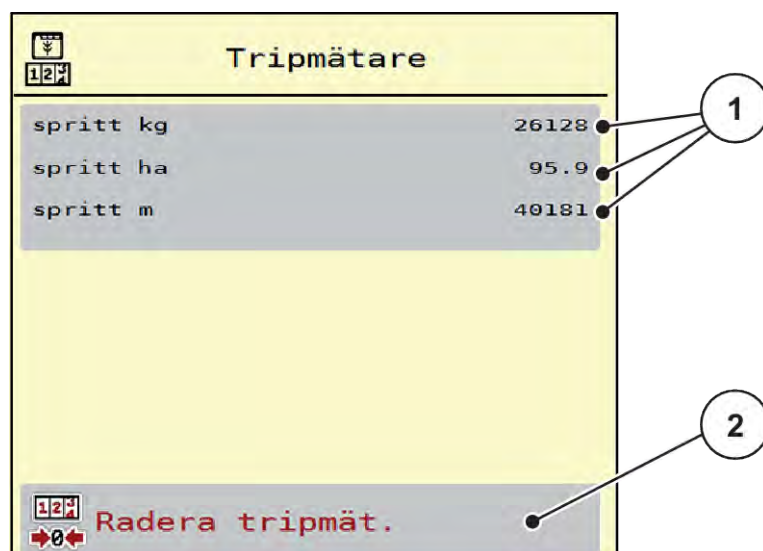 Tripmätare
spritt kg 26128
spritt ha 95.9
spritt m 40181
1
2
Radera tripmät.